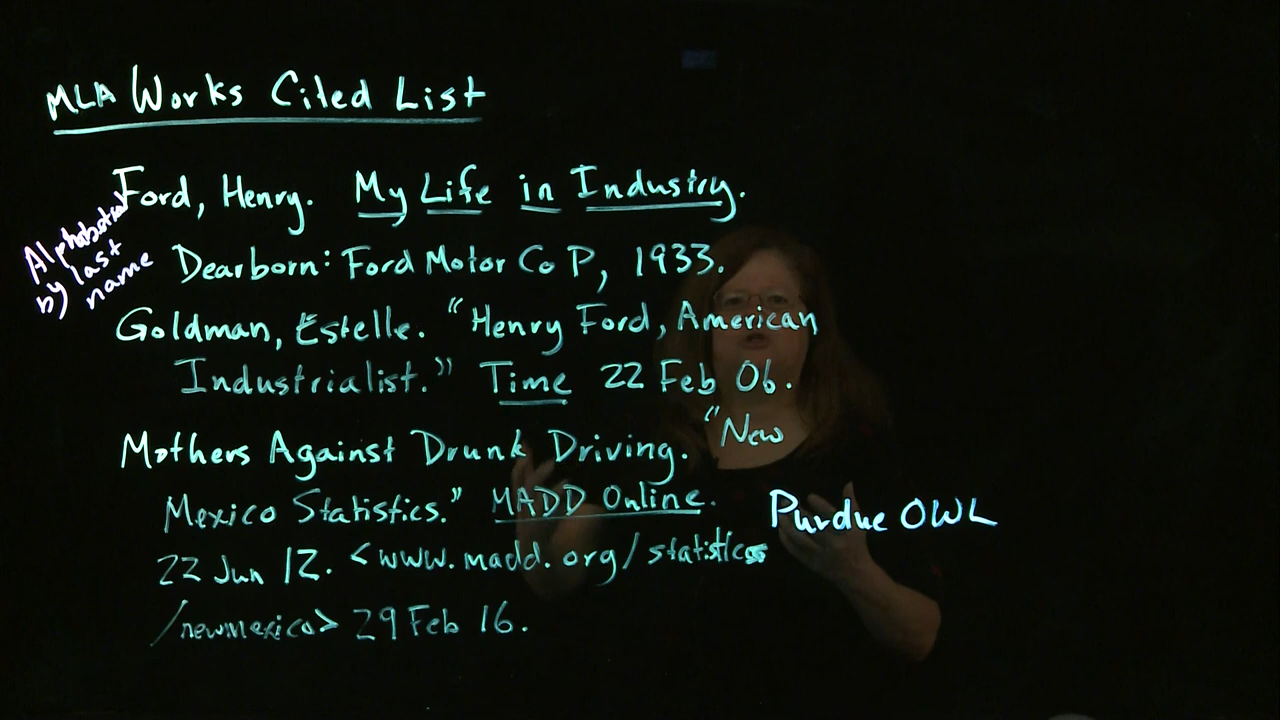 MLA Works Cited List
Ford, Henry. My Life in Industry.
Dearborn: Ford Motor Co P, 1933.
Alphabetical
by last
name
Goldman, Estelle. "Henry Ford, American
Industrialist." Time 22 Feb 06.
Mothers Against Drunk Driving. "New
Mexico Statistics." MADD Online.
22 Jun 12. <www.madd.org/statistics
/newmexico> 29 Feb 16.
Purdue OWL